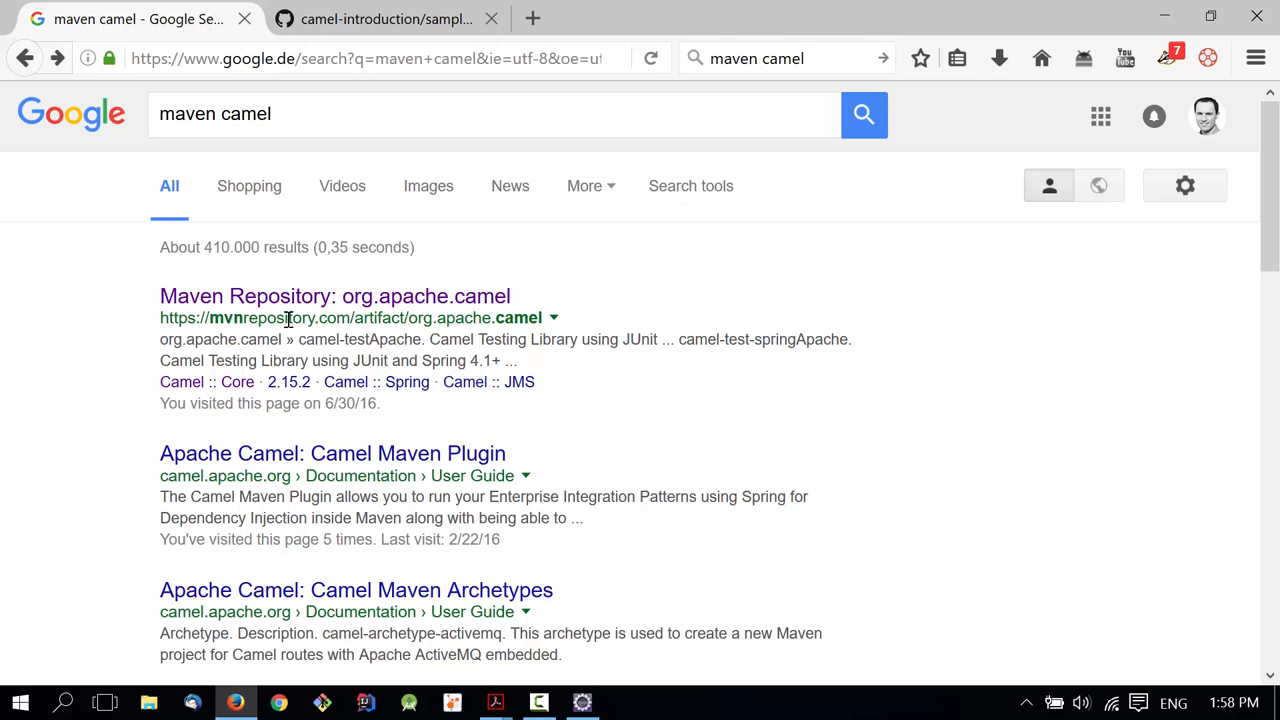 maven camel - Google Se...
camel-introduction/sampl...
https://www.google.de/search?q=maven+camel&ie=utf-8&oe=ut
maven camel
You Tube
7
Google
maven camel
All
Shopping
Videos
Images
News
More
Search tools
About 410.000 results (0,35 seconds)
Maven Repository: org.apache.camel
https://mvnrepository.com/artifact/org.apache.camel
org.apache.camel » camel-testApache. Camel Testing Library using JUnit ... camel-test-springApache.
Camel Testing Library using JUnit and Spring 4.1+ ...
Camel :: Core · 2.15.2 · Camel :: Spring · Camel :: JMS
You visited this page on 6/30/16.
Apache Camel: Camel Maven Plugin
camel.apache.org › Documentation › User Guide
The Camel Maven Plugin allows you to run your Enterprise Integration Patterns using Spring for
Dependency Injection inside Maven along with being able to ...
You've visited this page 5 times. Last visit: 2/22/16
Apache Camel: Camel Maven Archetypes
camel.apache.org › Documentation › User Guide
Archetype. Description. camel-archetype-activemq. This archetype is used to create a new Maven
project for Camel routes with Apache ActiveMQ embedded.
ENG
1:58 PM